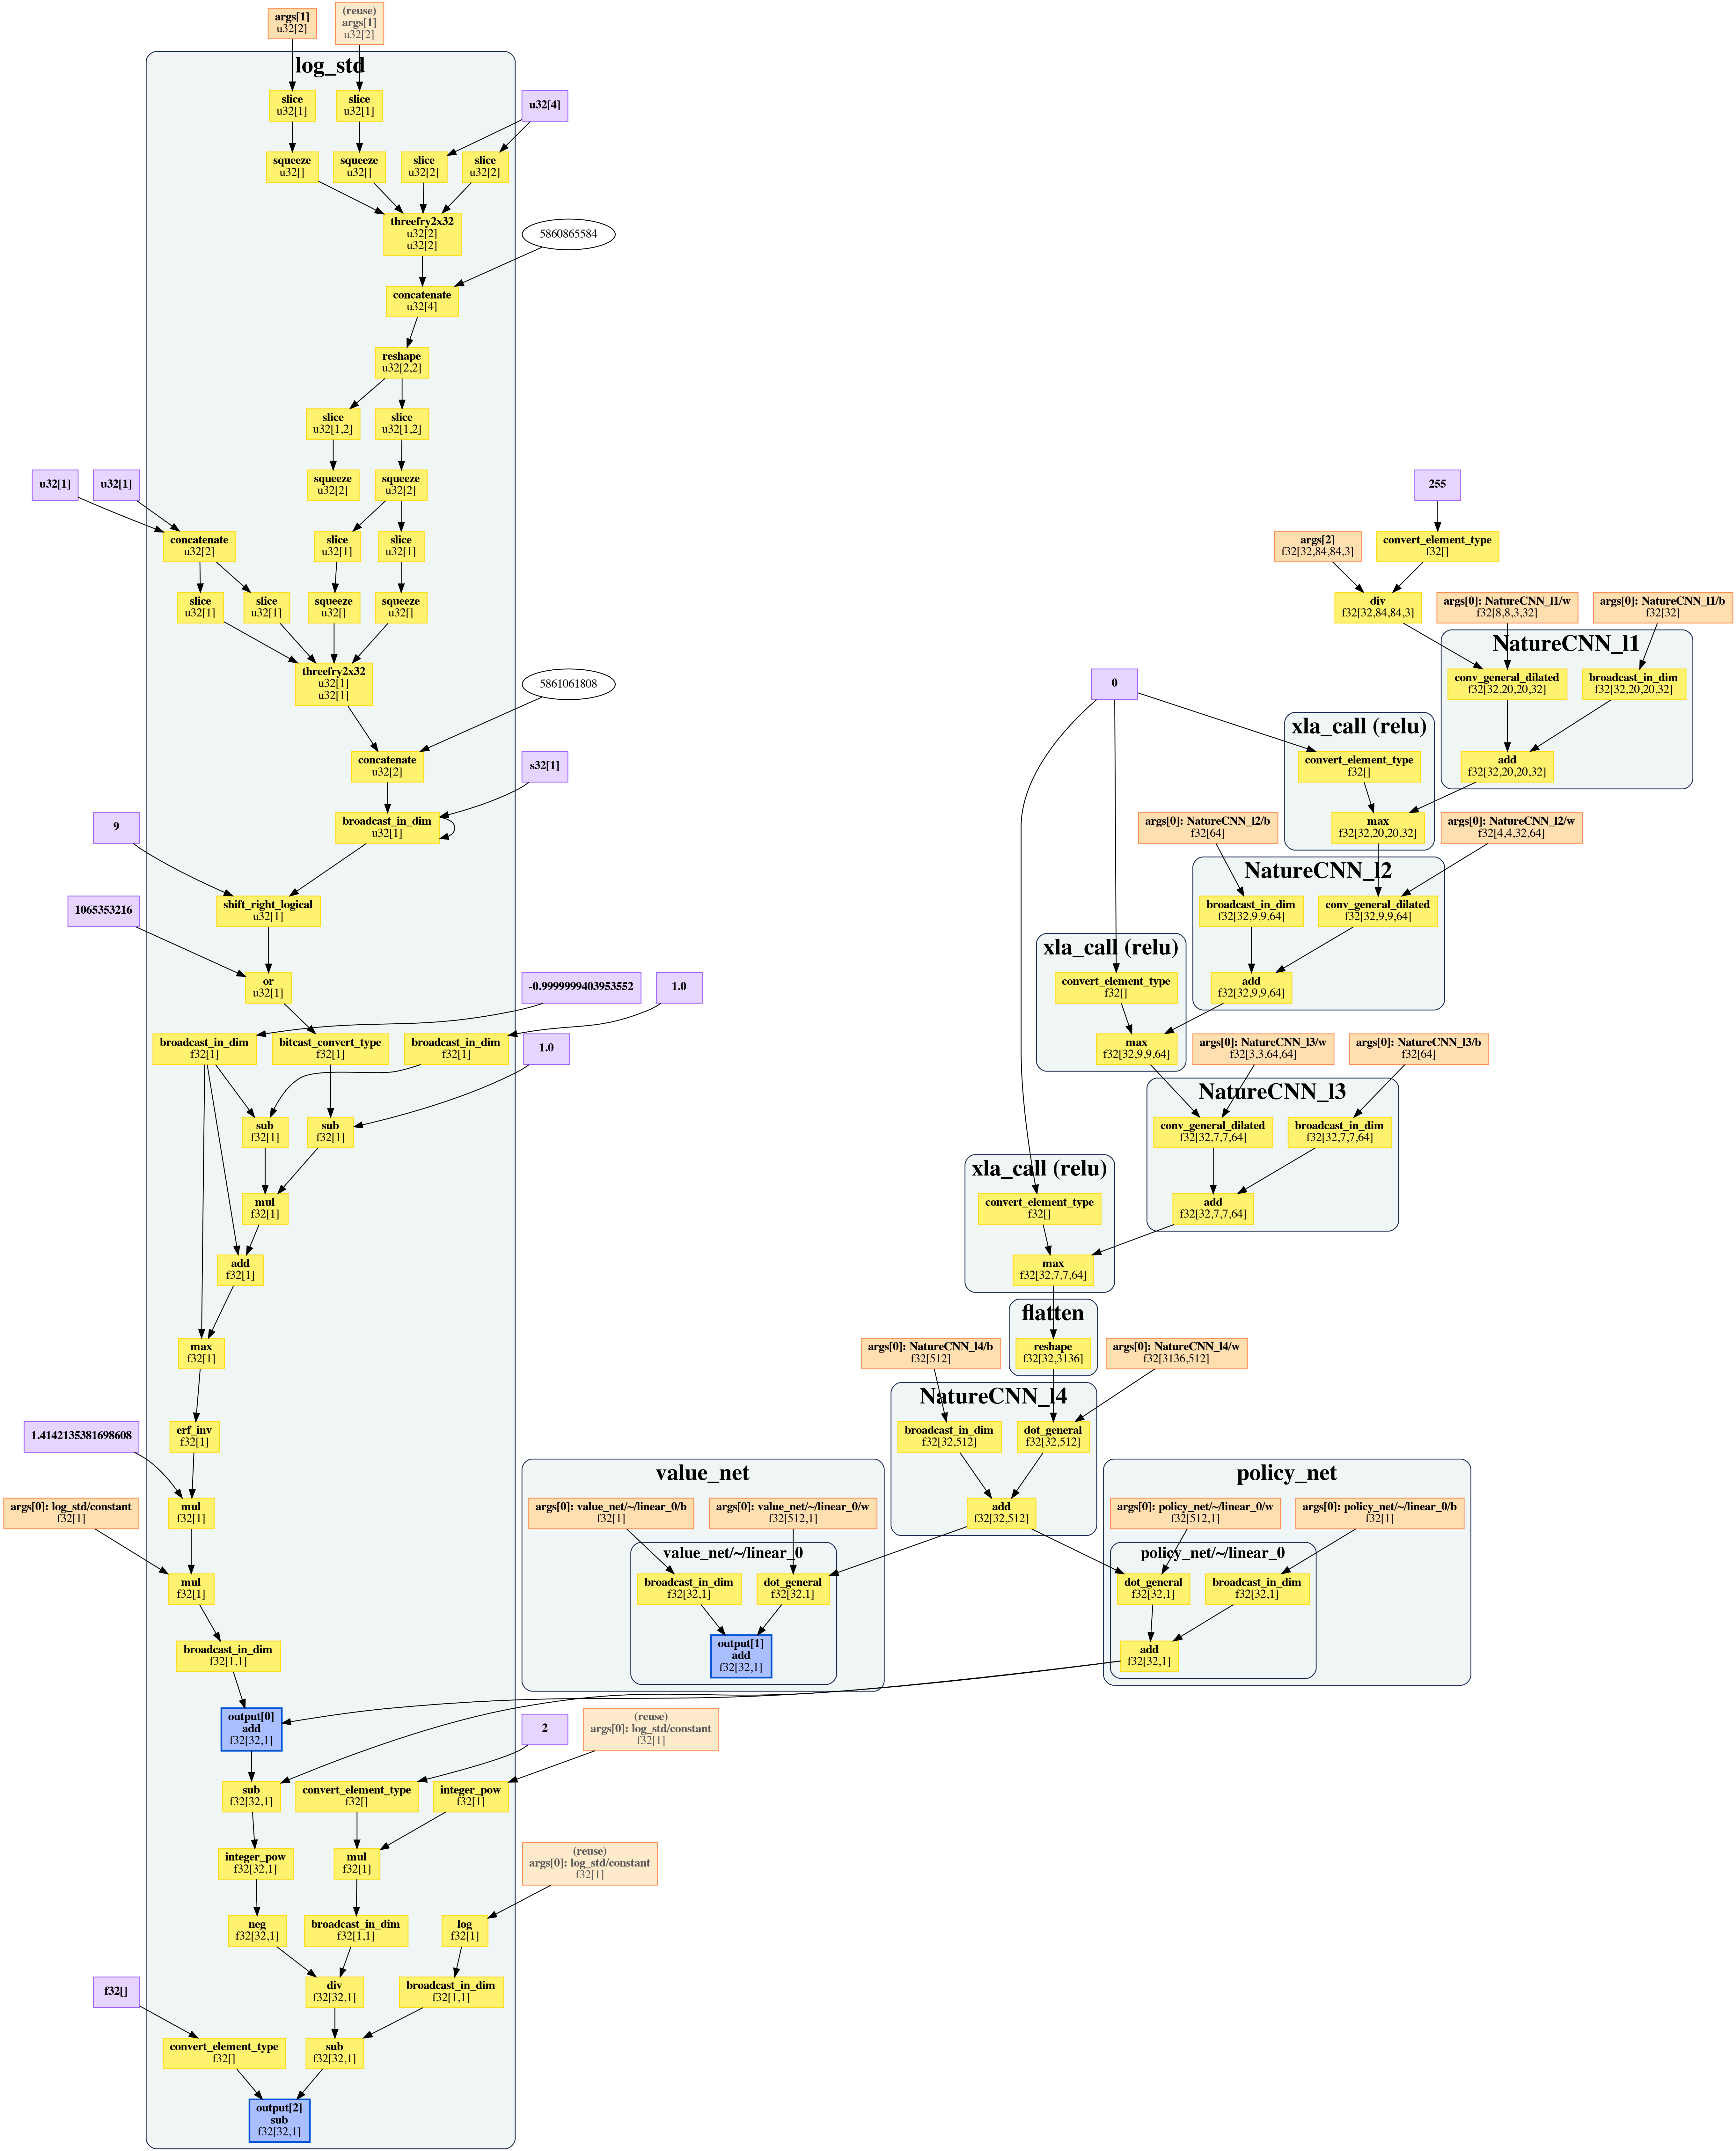 args[1]
u32[2]
(reuse)
args[1]
u32[2]
log_std
slice
u32[1]
slice
u32[1]
u32[4]
squeeze
u32[]
squeeze
u32[]
slice
u32[2]
slice
u32[2]
threefry2x32
u32[2]
u32[2]
5860865584
concatenate
u32[4]
reshape
u32[2,2]
slice
u32[1,2]
slice
u32[1,2]
u32[1]
u32[1]
squeeze
u32[2]
squeeze
u32[2]
concatenate
u32[2]
slice
u32[1]
slice
u32[1]
slice
u32[1]
slice
u32[1]
squeeze
u32[]
squeeze
u32[]
threefry2x32
u32[1]
u32[1]
5861061808
concatenate
u32[2]
s32[1]
9
broadcast_in_dim
u32[1]
1065353216
shift_right_logical
u32[1]
or
u32[1]
-0.9999999403953552
1.0
broadcast_in_dim
f32[1]
bitcast_convert_type
f32[1]
broadcast_in_dim
f32[1]
1.0
sub
f32[1]
sub
f32[1]
mul
f32[1]
add
f32[1]
max
f32[1]
1.4142135381698608
erf_inv
f32[1]
args[0]: log_std/constant
f32[1]
mul
f32[1]
mul
f32[1]
broadcast_in_dim
f32[1,1]
output[0]
add
f32[32,1]
2
(reuse)
args[0]: log_std/constant
f32[1]
sub
f32[32,1]
convert_element_type
f32[]
integer_pow
f32[1]
integer_pow
f32[32,1]
mul
f32[1]
(reuse)
args[0]: log_std/constant
f32[1]
neg
f32[32,1]
broadcast_in_dim
f32[1,1]
log
f32[1]
f32[]
div
f32[32,1]
broadcast_in_dim
f32[1,1]
convert_element_type
f32[]
sub
f32[32,1]
output[2]
sub
f32[32,1]
255
args[2]
f32[32,84,84,3]
convert_element_type
f32[]
div
f32[32,84,84,3]
args[0]: NatureCNN_l1/w
f32[8,8,3,32]
args[0]: NatureCNN_l1/b
f32[32]
NatureCNN_l1
conv_general_dilated
f32[32,20,20,32]
broadcast_in_dim
f32[32,20,20,32]
add
f32[32,20,20,32]
0
xla_call (relu)
convert_element_type
f32[]
max
f32[32,20,20,32]
args[0]: NatureCNN_l2/b
f32[64]
args[0]: NatureCNN_l2/w
f32[4,4,32,64]
NatureCNN_l2
broadcast_in_dim
f32[32,9,9,64]
conv_general_dilated
f32[32,9,9,64]
add
f32[32,9,9,64]
xla_call (relu)
convert_element_type
f32[]
max
f32[32,9,9,64]
args[0]: NatureCNN_l3/w
f32[3,3,64,64]
args[0]: NatureCNN_l3/b
f32[64]
NatureCNN_l3
conv_general_dilated
f32[32,7,7,64]
broadcast_in_dim
f32[32,7,7,64]
add
f32[32,7,7,64]
xla_call (relu)
convert_element_type
f32[]
max
f32[32,7,7,64]
flatten
reshape
f32[32,3136]
args[0]: NatureCNN_l4/b
f32[512]
args[0]: NatureCNN_l4/w
f32[3136,512]
NatureCNN_l4
broadcast_in_dim
f32[32,512]
dot_general
f32[32,512]
add
f32[32,512]
value_net
args[0]: value_net/~/linear_0/b
f32[1]
args[0]: value_net/~/linear_0/w
f32[512,1]
value_net/~/linear_0
broadcast_in_dim
f32[32,1]
dot_general
f32[32,1]
output[1]
add
f32[32,1]
policy_net
args[0]: policy_net/~/linear_0/w
f32[512,1]
args[0]: policy_net/~/linear_0/b
f32[1]
policy_net/~/linear_0
dot_general
f32[32,1]
broadcast_in_dim
f32[32,1]
add
f32[32,1]